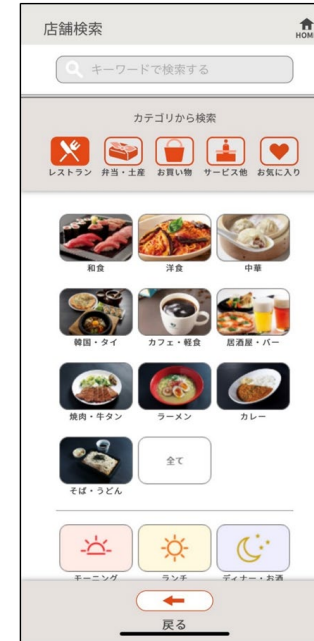 店舗検索
HOME
キーワードで検索する
カテゴリから検索
レストラン 弁当・土産 お買い物 サービス他 お気に入り
和食 洋食 中華
韓国・タイ カフェ・軽食 居酒屋・バー
焼肉・牛タン ラーメン カレー
そば・うどん 全て
モーニング ランチ ディナー・お酒
戻る